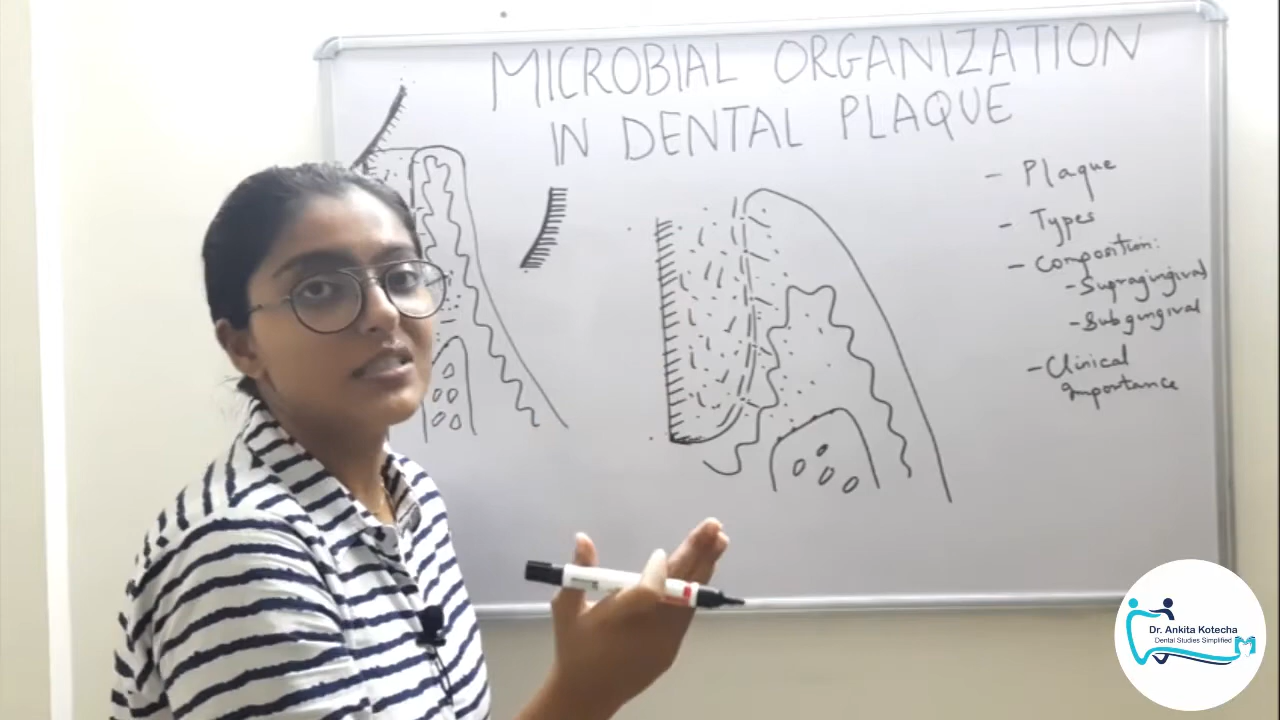 MICROBIAL ORGANIZATION
IN DENTAL PLAQUE
- Plaque
- Types
- Composition:
- Supragingival
- Subgingival
- Clinical
importance
Dr. Ankita Kotecha
Dental Studies Simplified